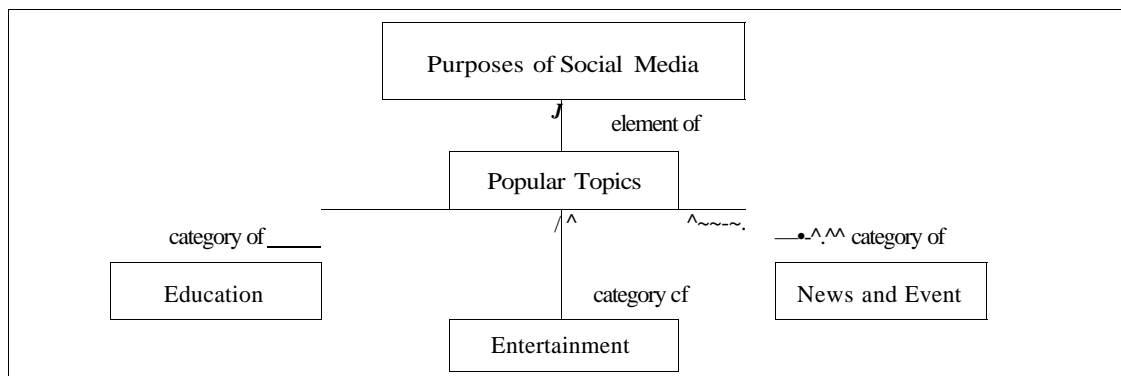 Purposes of Social Media
J
element of
Popular Topics
/ ^
^~~-~.
category of
—•-^.^^ category of
Education
category cf
News and Event
Entertainment